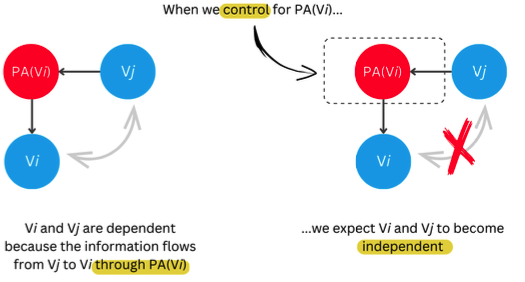 When we control for PA(Vi)...
PA(Vi)
Vj
PA(Vi)
Vj
Vi
Vi
Vi and Vj are dependent
because the information flows
from Vj to Vi through PA(Vi)
...we expect Vi and Vj to become
independent